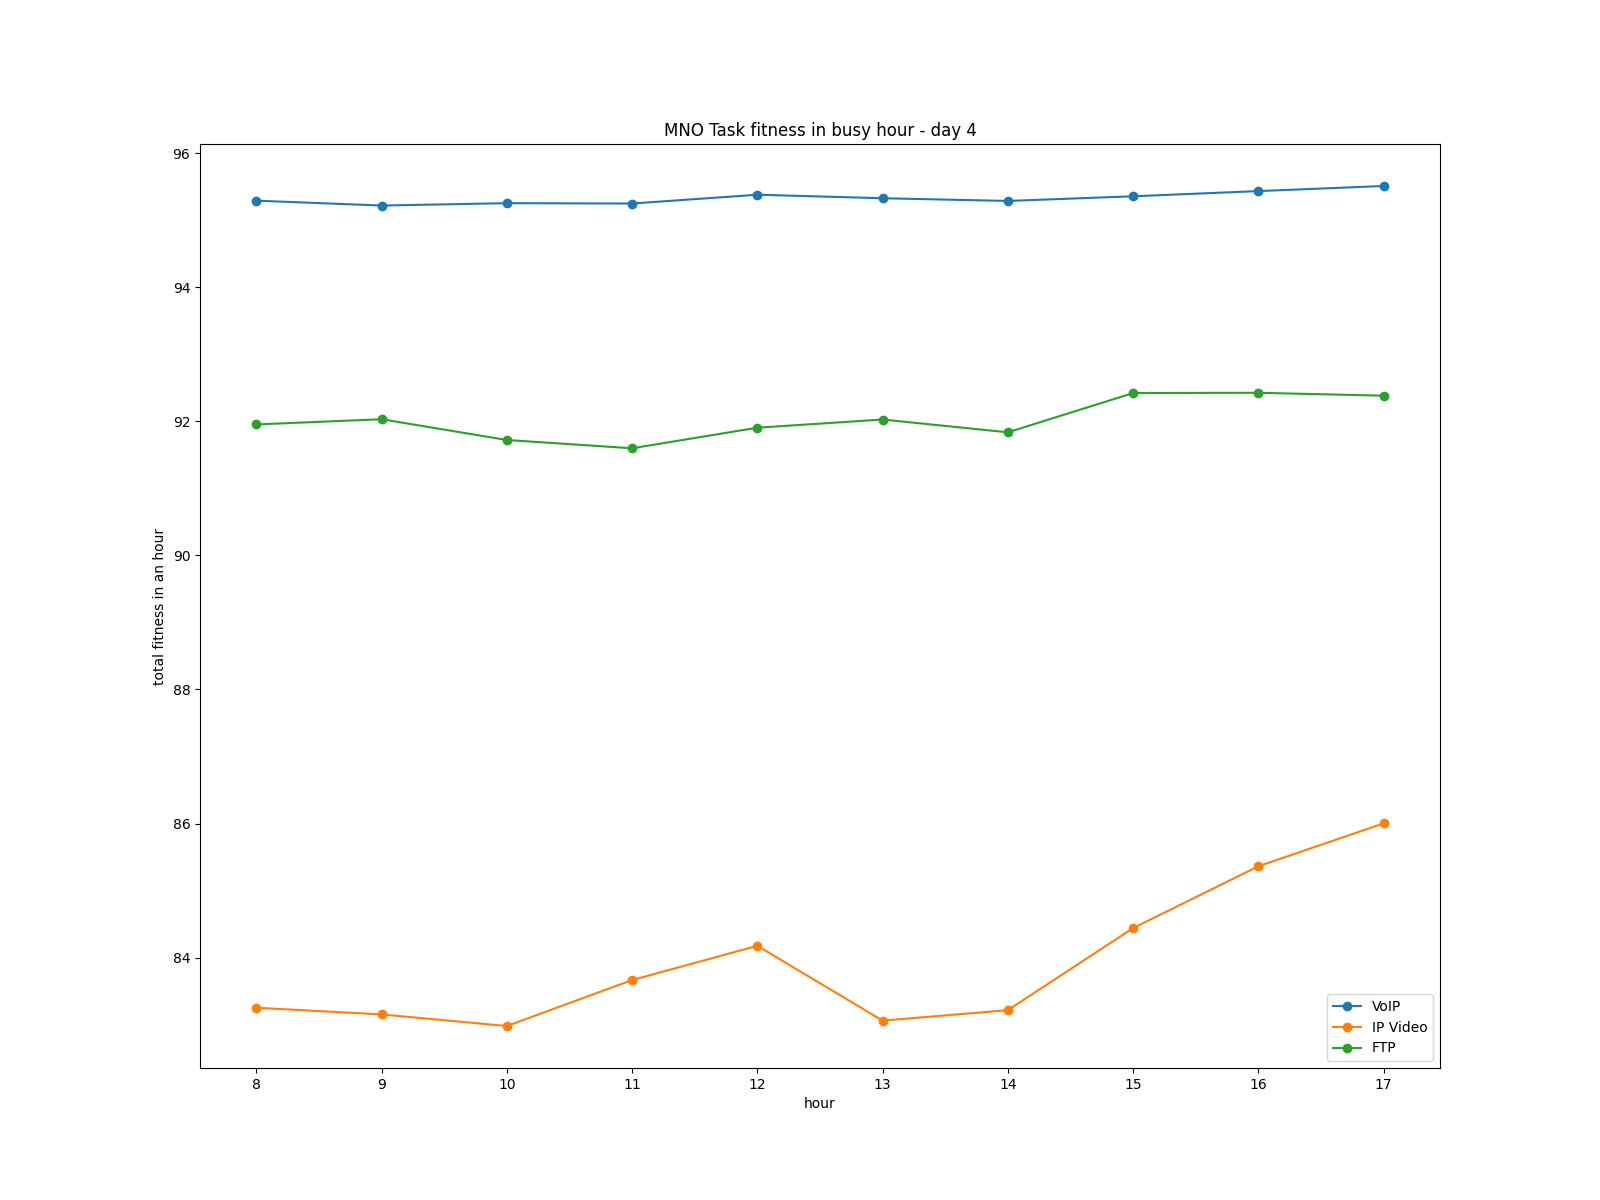 MNO Task fitness in busy hour - day 4
96
94
92
90
88
86
84
total fitness in an hour
8 9 10 11 12 13 14 15 16 17
hour
VoIP
IP Video
FTP